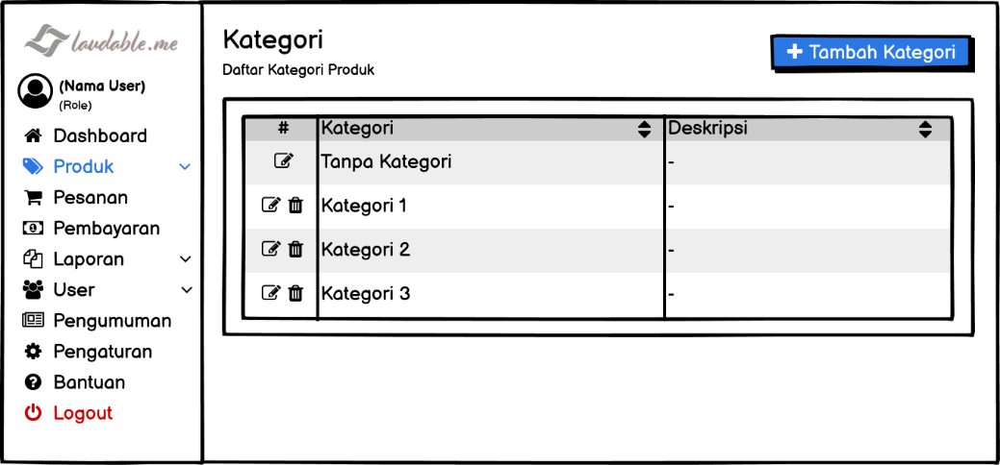 laudable.me
(Nama User)
(Role)
Dashboard
Produk
Pesanan
Pembayaran
Laporan
User
Pengumuman
Pengaturan
Bantuan
Logout
Kategori
Daftar Kategori Produk
+ Tambah Kategori
# Kategori Deskripsi
Tanpa Kategori -
Kategori 1 -
Kategori 2 -
Kategori 3 -